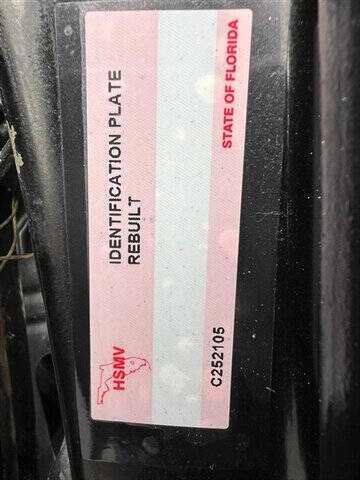 HSMV
IDENTIFICATION PLATE
REBUILT
C252105
STATE OF FLORIDA